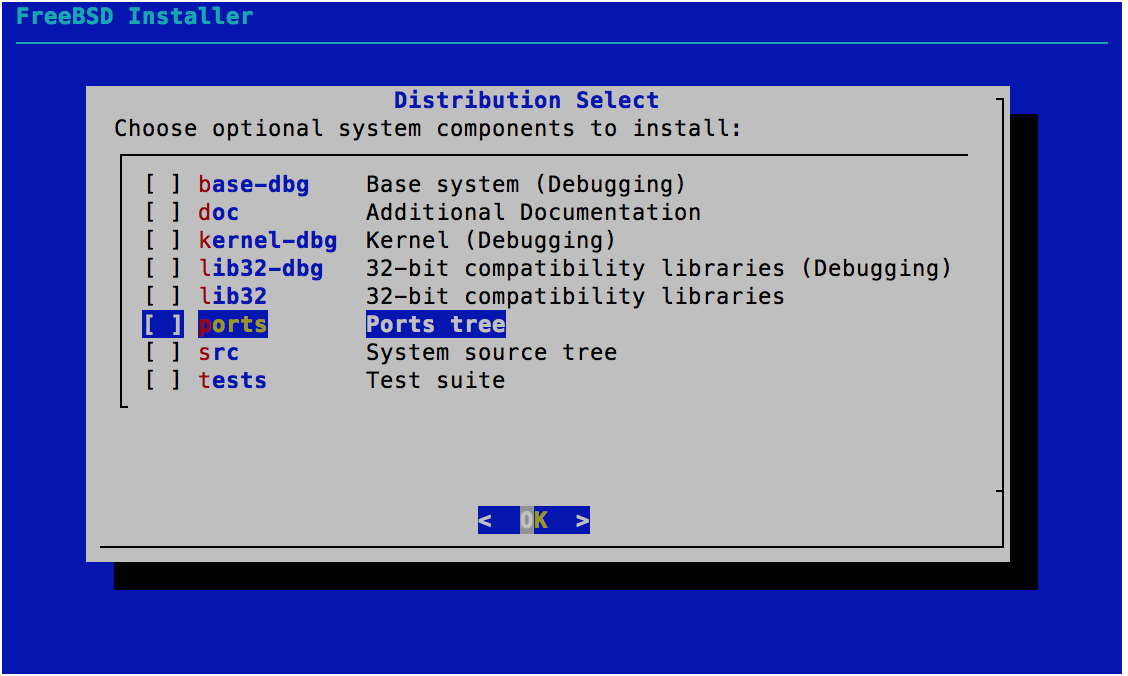 FreeBSD Installer
Distribution Select
Choose optional system components to install:
[ ] base-dbg Base system (Debugging)
[ ] doc Additional Documentation
[ ] kernel-dbg Kernel (Debugging)
[ ] lib32-dbg 32-bit compatibility libraries (Debugging)
[ ] lib32 32-bit compatibility libraries
[ ] ports Ports tree
[ ] src System source tree
[ ] tests Test suite
< OK >